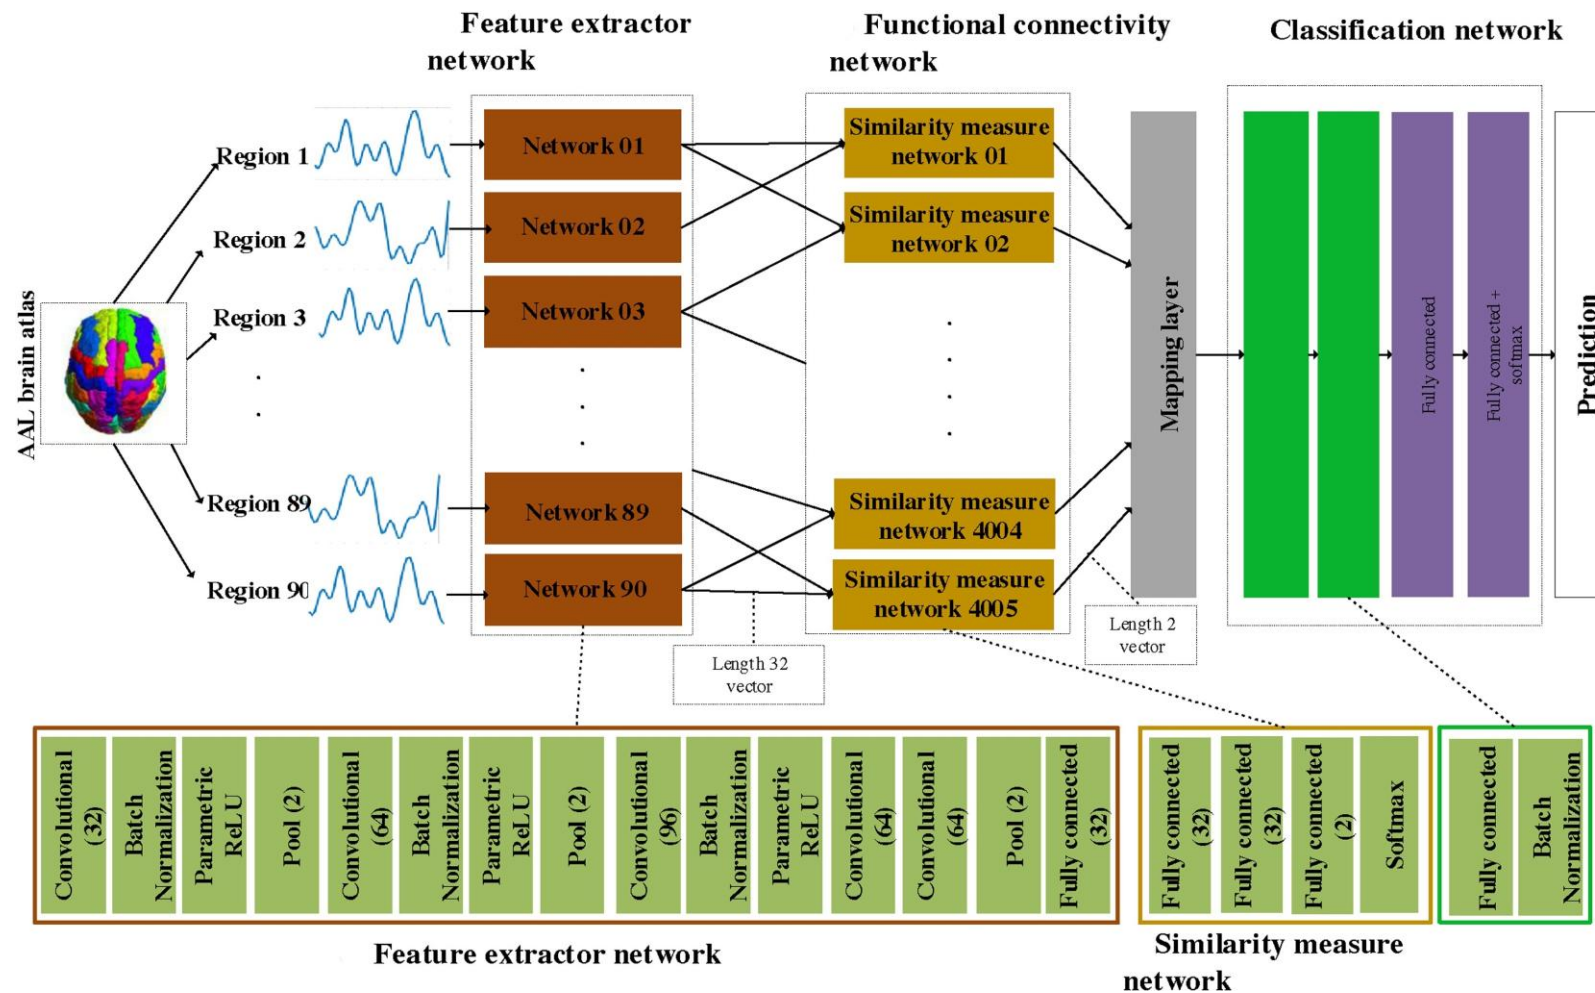 Feature extractor
network
Functional connectivity
network
Classification network
AAL brain atlas
Region 1
Region 2
Region 3
Region 89
Region 90
Network 01
Network 02
Network 03
Network 89
Network 90
Similarity measure
network 01
Similarity measure
network 02
Similarity measure
network 4004
Similarity measure
network 4005
Mapping layer
Fully connected
Fully connected +
softmax
Prediction
Length 32
vector
Length 2
vector
Convolutional
(32)
Batch
Normalization
Parametric
ReLU
Pool (2)
Convolutional
(64)
Batch
Normalization
Parametric
ReLU
Pool (2)
Convolutional
(96)
Batch
Normalization
Parametric
ReLU
Convolutional
(64)
Convolutional
(64)
Pool (2)
Fully connected
(32)
Fully connected
(32)
Fully connected
(32)
Fully connected
(2)
Softmax
Fully connected
Batch
Normalization
Feature extractor network
Similarity measure
network